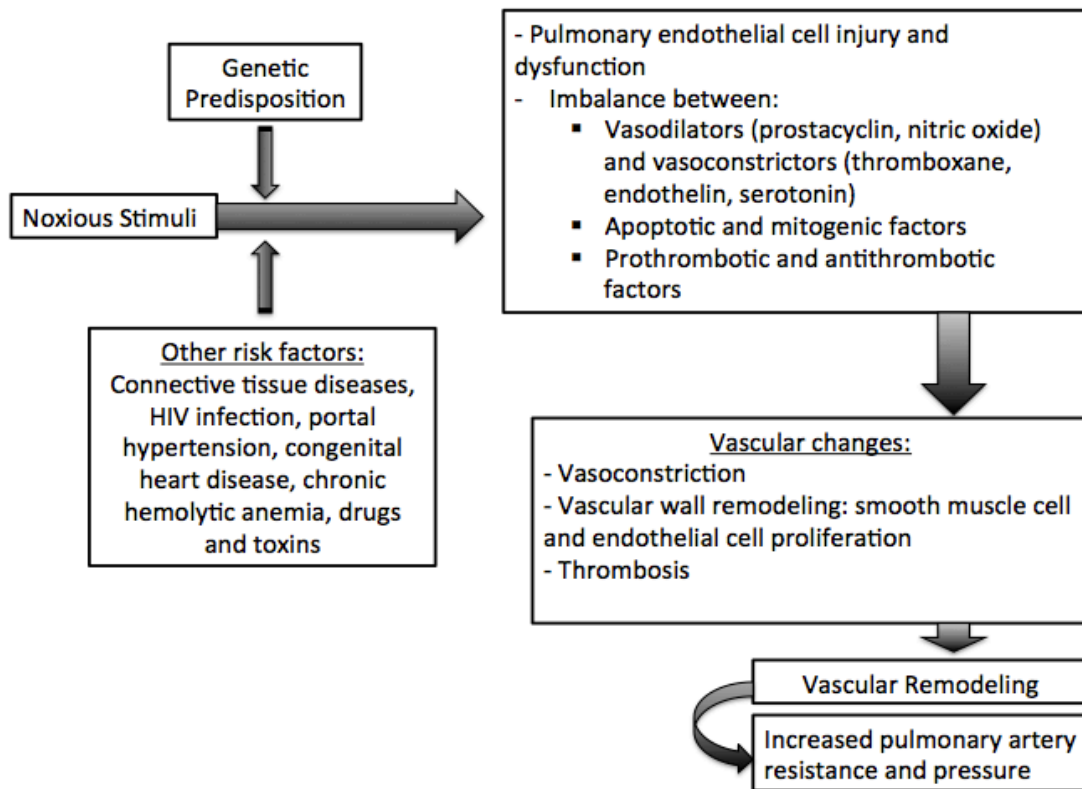 Genetic
Predisposition
Noxious Stimuli
Other risk factors:
Connective tissue diseases,
HIV infection, portal
hypertension, congenital
heart disease, chronic
hemolytic anemia, drugs
and toxins
- Pulmonary endothelial cell injury and
dysfunction
- Imbalance between:
▪ Vasodilators (prostacyclin, nitric oxide)
and vasoconstrictors (thromboxane,
endothelin, serotonin)
▪ Apoptotic and mitogenic factors
▪ Prothrombotic and antithrombotic
factors
Vascular changes:
- Vasoconstriction
- Vascular wall remodeling: smooth muscle cell
and endothelial cell proliferation
- Thrombosis
Vascular Remodeling
Increased pulmonary artery
resistance and pressure